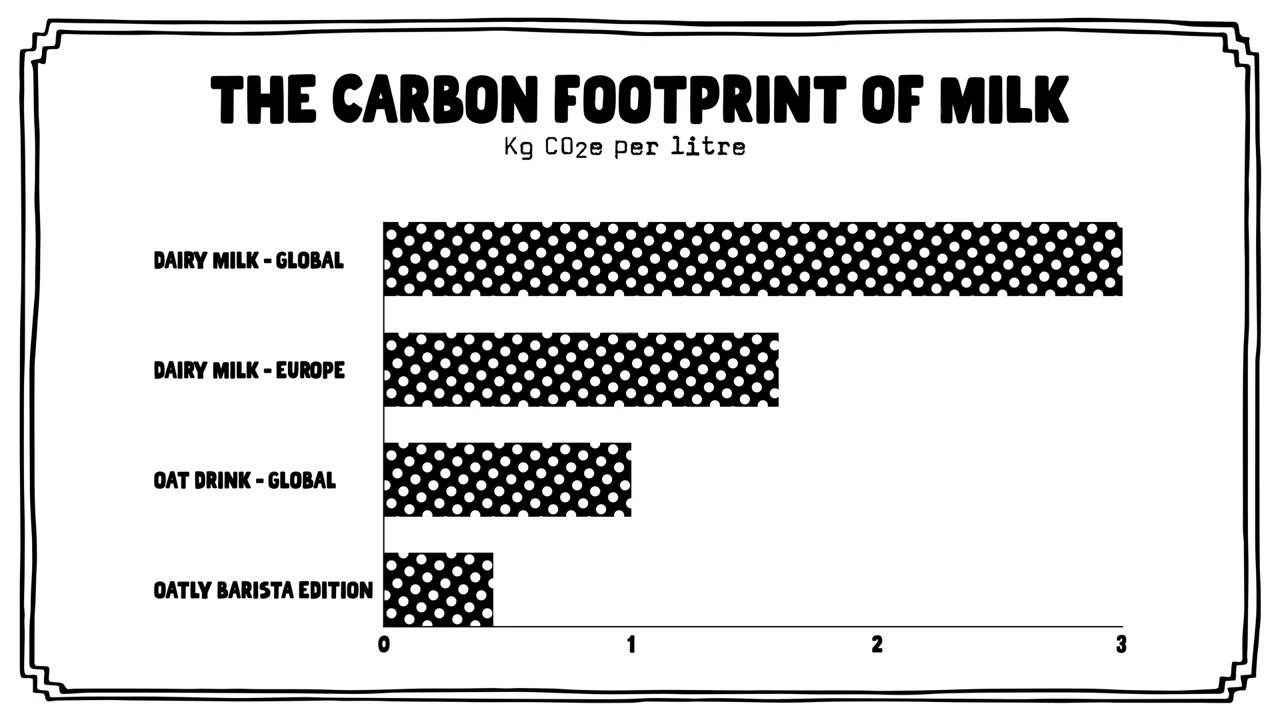 THE CARBON FOOTPRINT OF MILK
Kg CO2e per litre
DAIRY MILK - GLOBAL
DAIRY MILK - EUROPE
OAT DRINK - GLOBAL
OATLY BARISTA EDITION
0 1 2 3